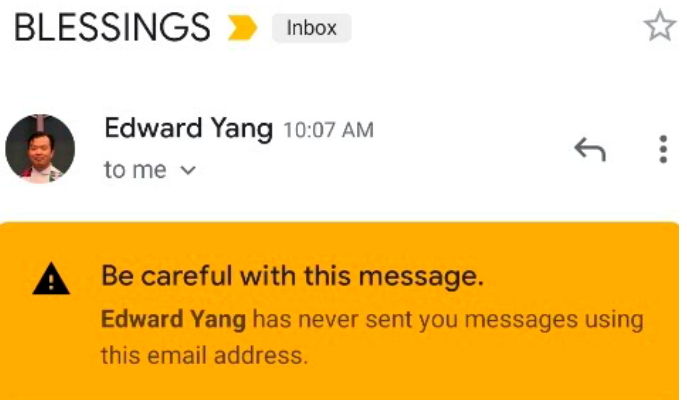 BLESSINGS Inbox
Edward Yang 10:07 AM
to me
Be careful with this message.
Edward Yang has never sent you messages using
this email address.